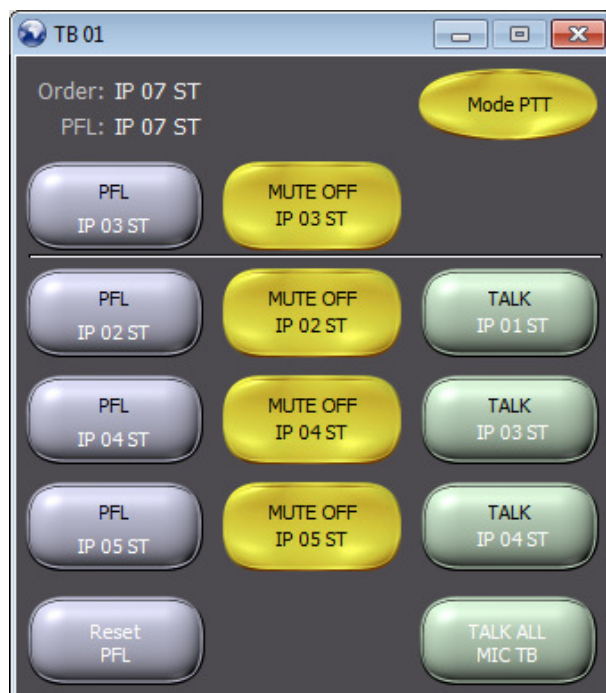 TB 01
Order: IP 07 ST
PFL: IP 07 ST
Mode PTT
PFL
IP 03 ST
MUTE OFF
IP 03 ST
PFL
IP 02 ST
MUTE OFF
IP 02 ST
TALK
IP 01 ST
PFL
IP 04 ST
MUTE OFF
IP 04 ST
TALK
IP 03 ST
PFL
IP 05 ST
MUTE OFF
IP 05 ST
TALK
IP 04 ST
Reset
PFL
TALK ALL
MIC TB